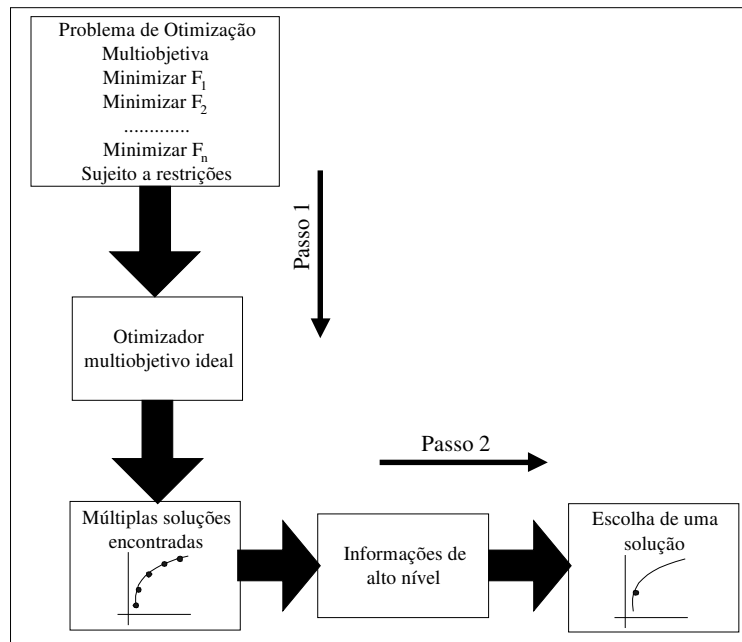 Problema de Otimização
Multiobjetiva
Minimizar F1
Minimizar F2
.............
Minimizar Fn
Sujeito a restrições
Passo 1
Otimizador
multiobjetivo ideal
Passo 2
Múltiplas soluções
encontradas
Informações de
alto nível
Escolha de uma
solução